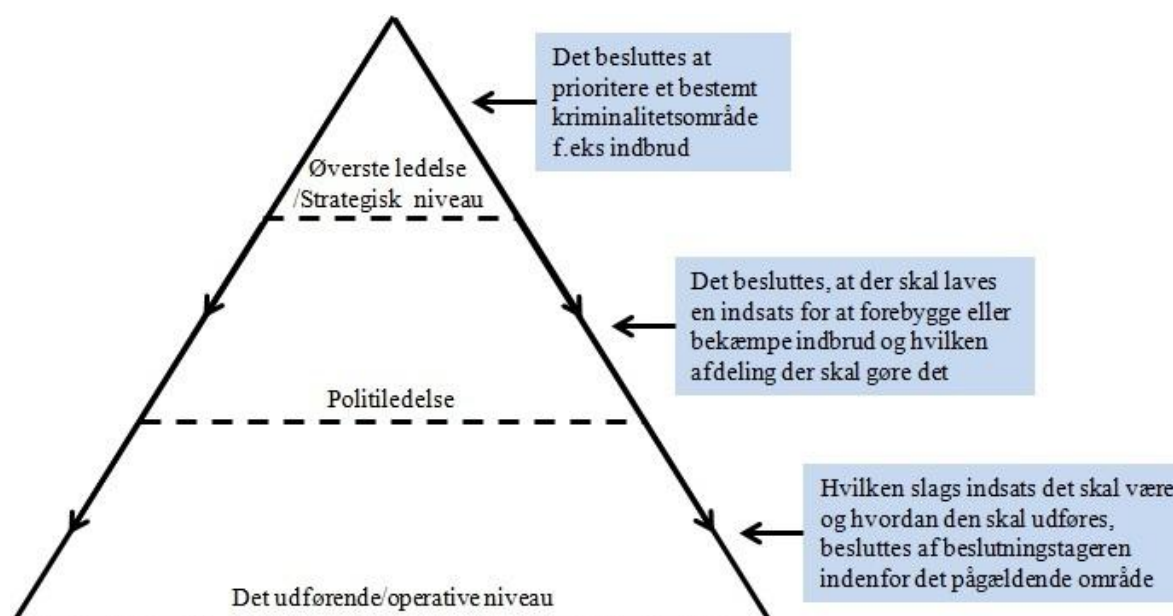 Det besluttes at
prioritere et bestemt
kriminalitetsområde
f.eks indbrud
Øverste ledelse
/Strategisk niveau
Det besluttes, at der skal laves
en indsats for at forebygge eller
bekæmpe indbrud og hvilken
afdeling der skal gøre det
Politiledelse
Hvilken slags indsats det skal være
og hvordan den skal udføres,
besluttes af beslutningstageren
indenfor det pågældende område
Det udførende/operative niveau